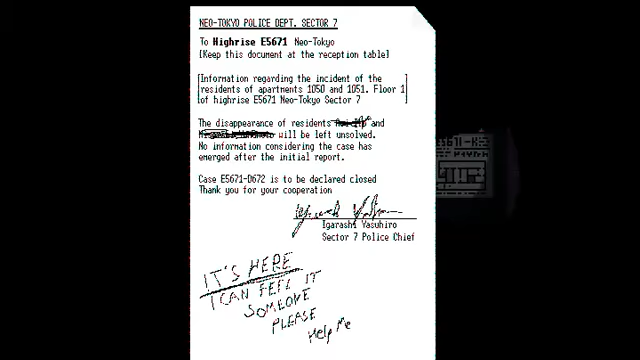 NEO-TOKYO POLICE DEPT. SECTOR 7
To Highrise E5671 Neo-Tokyo
[Keep this document at the reception table]
Information regarding the incident of the
residents of apartments 1050 and 1051. Floor 1
of highrise E5671 Neo-Tokyo Sector 7
The disappearance of residents and
will be left unsolved.
No information considering the case has
emerged after the initial report.
Case E5671-D672 is to be declared closed
Thank you for your cooperation
Igarashi Yasuhiro
Sector 7 Police Chief
IT'S HERE
I CAN FEEL IT
SOMEONE
PLEASE
Help Me